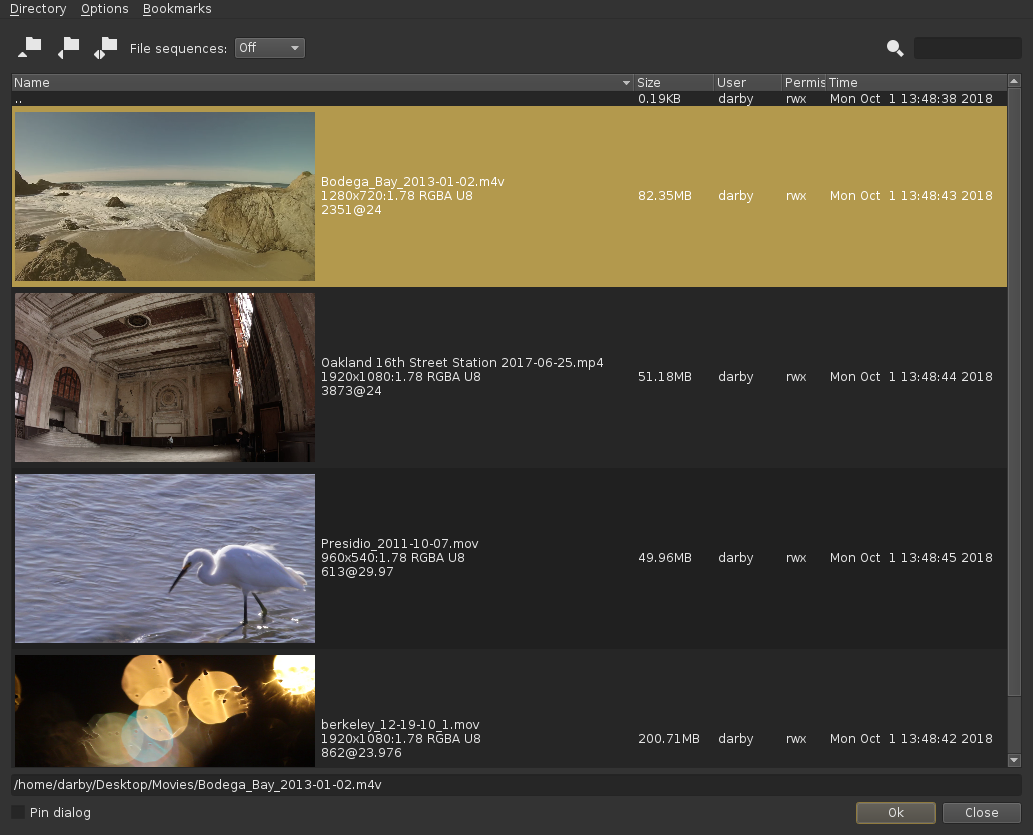 Directory Options Bookmarks
File sequences: Off
Name Size User Permis Time
.. 0.19KB darby rwx Mon Oct  1 13:48:38 2018
Bodega_Bay_2013-01-02.m4v
1280x720:1.78 RGBA U8 82.35MB darby rwx Mon Oct  1 13:48:43 2018
2351@24
Oakland 16th Street Station 2017-06-25.mp4
1920x1080:1.78 RGBA U8 51.18MB darby rwx Mon Oct  1 13:48:44 2018
3873@24
Presidio_2011-10-07.mov
960x540:1.78 RGBA U8 49.96MB darby rwx Mon Oct  1 13:48:45 2018
613@29.97
berkeley_12-19-10_1.mov
1920x1080:1.78 RGBA U8 200.71MB darby rwx Mon Oct  1 13:48:42 2018
862@23.976
/home/darby/Desktop/Movies/Bodega_Bay_2013-01-02.m4v
Pin dialog Ok Close